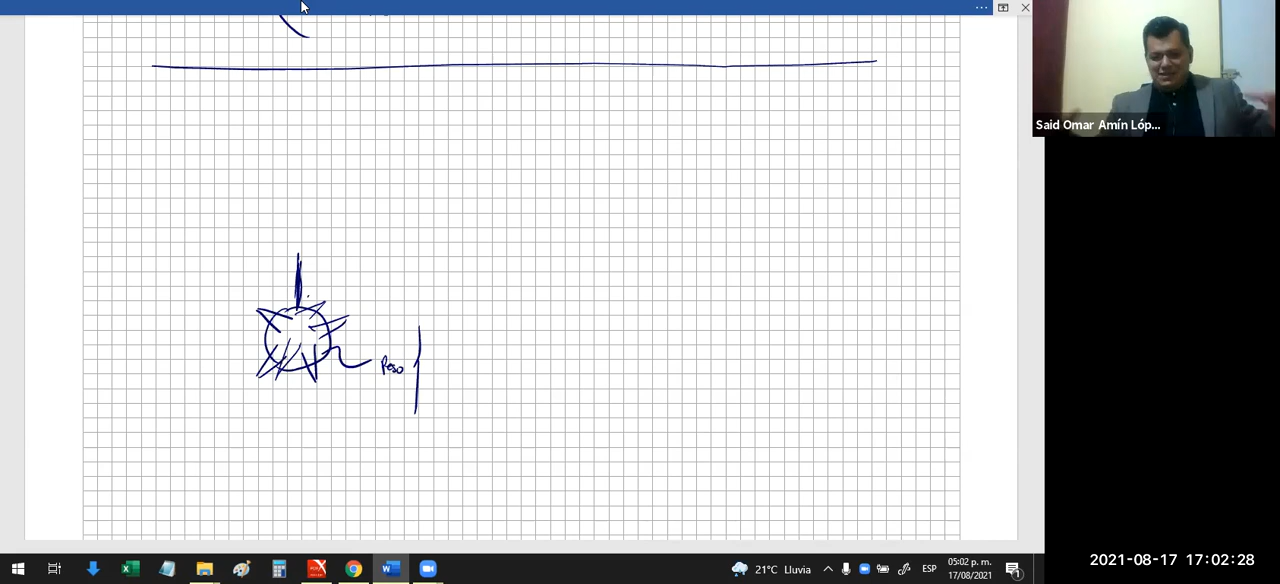 Said Omar Amín Lóp...
Peso
21°C Lluvia
ESP
05:02 p. m.
17/08/2021
2021-08-17 17:02:28